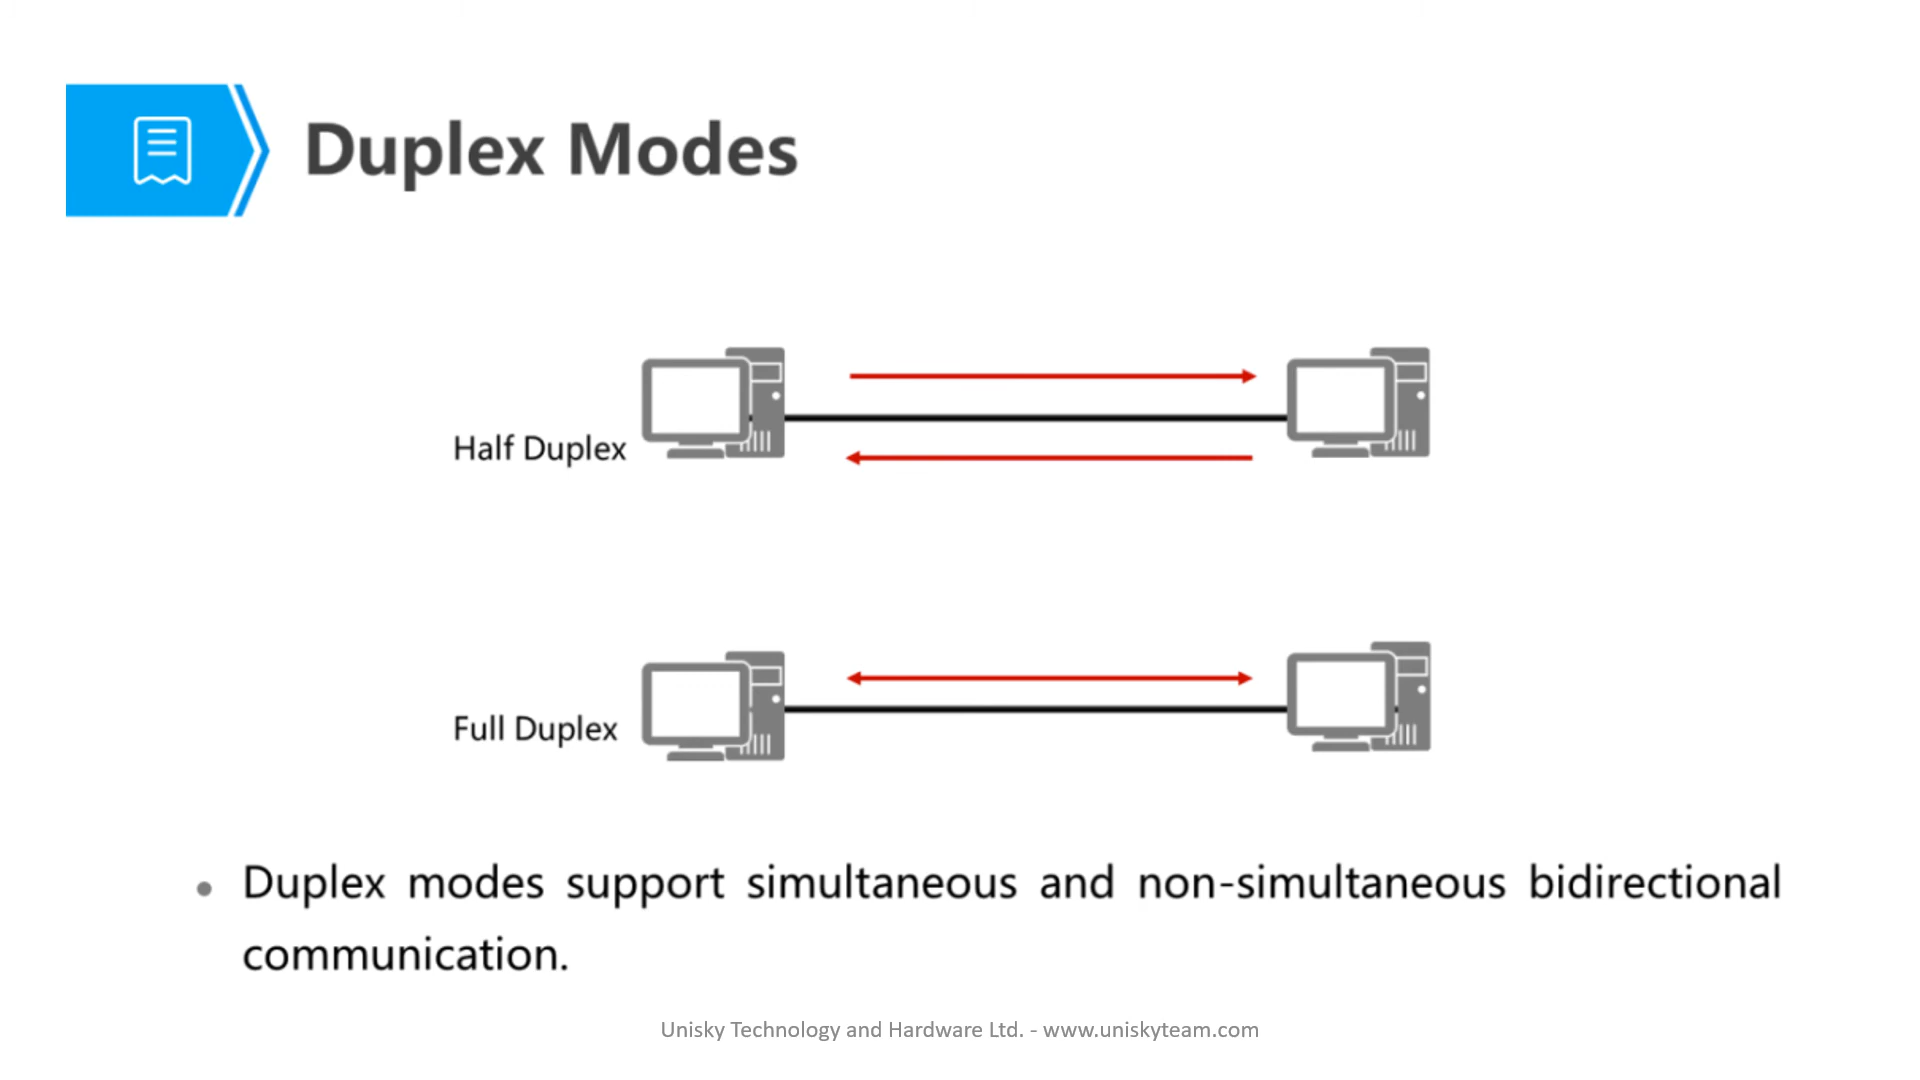 Duplex Modes
Half Duplex
Full Duplex
• Duplex modes support simultaneous and non-simultaneous bidirectional
communication.
Unisky Technology and Hardware Ltd. - www.uniskyteam.com